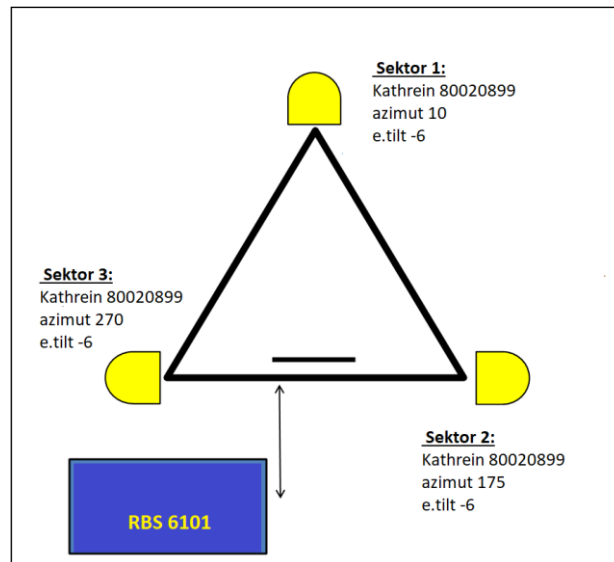 Sektor 1:
Kathrein 80020899
azimut 10
e.tilt -6
Sektor 3:
Kathrein 80020899
azimut 270
e.tilt -6
Sektor 2:
Kathrein 80020899
azimut 175
e.tilt -6
RBS 6101